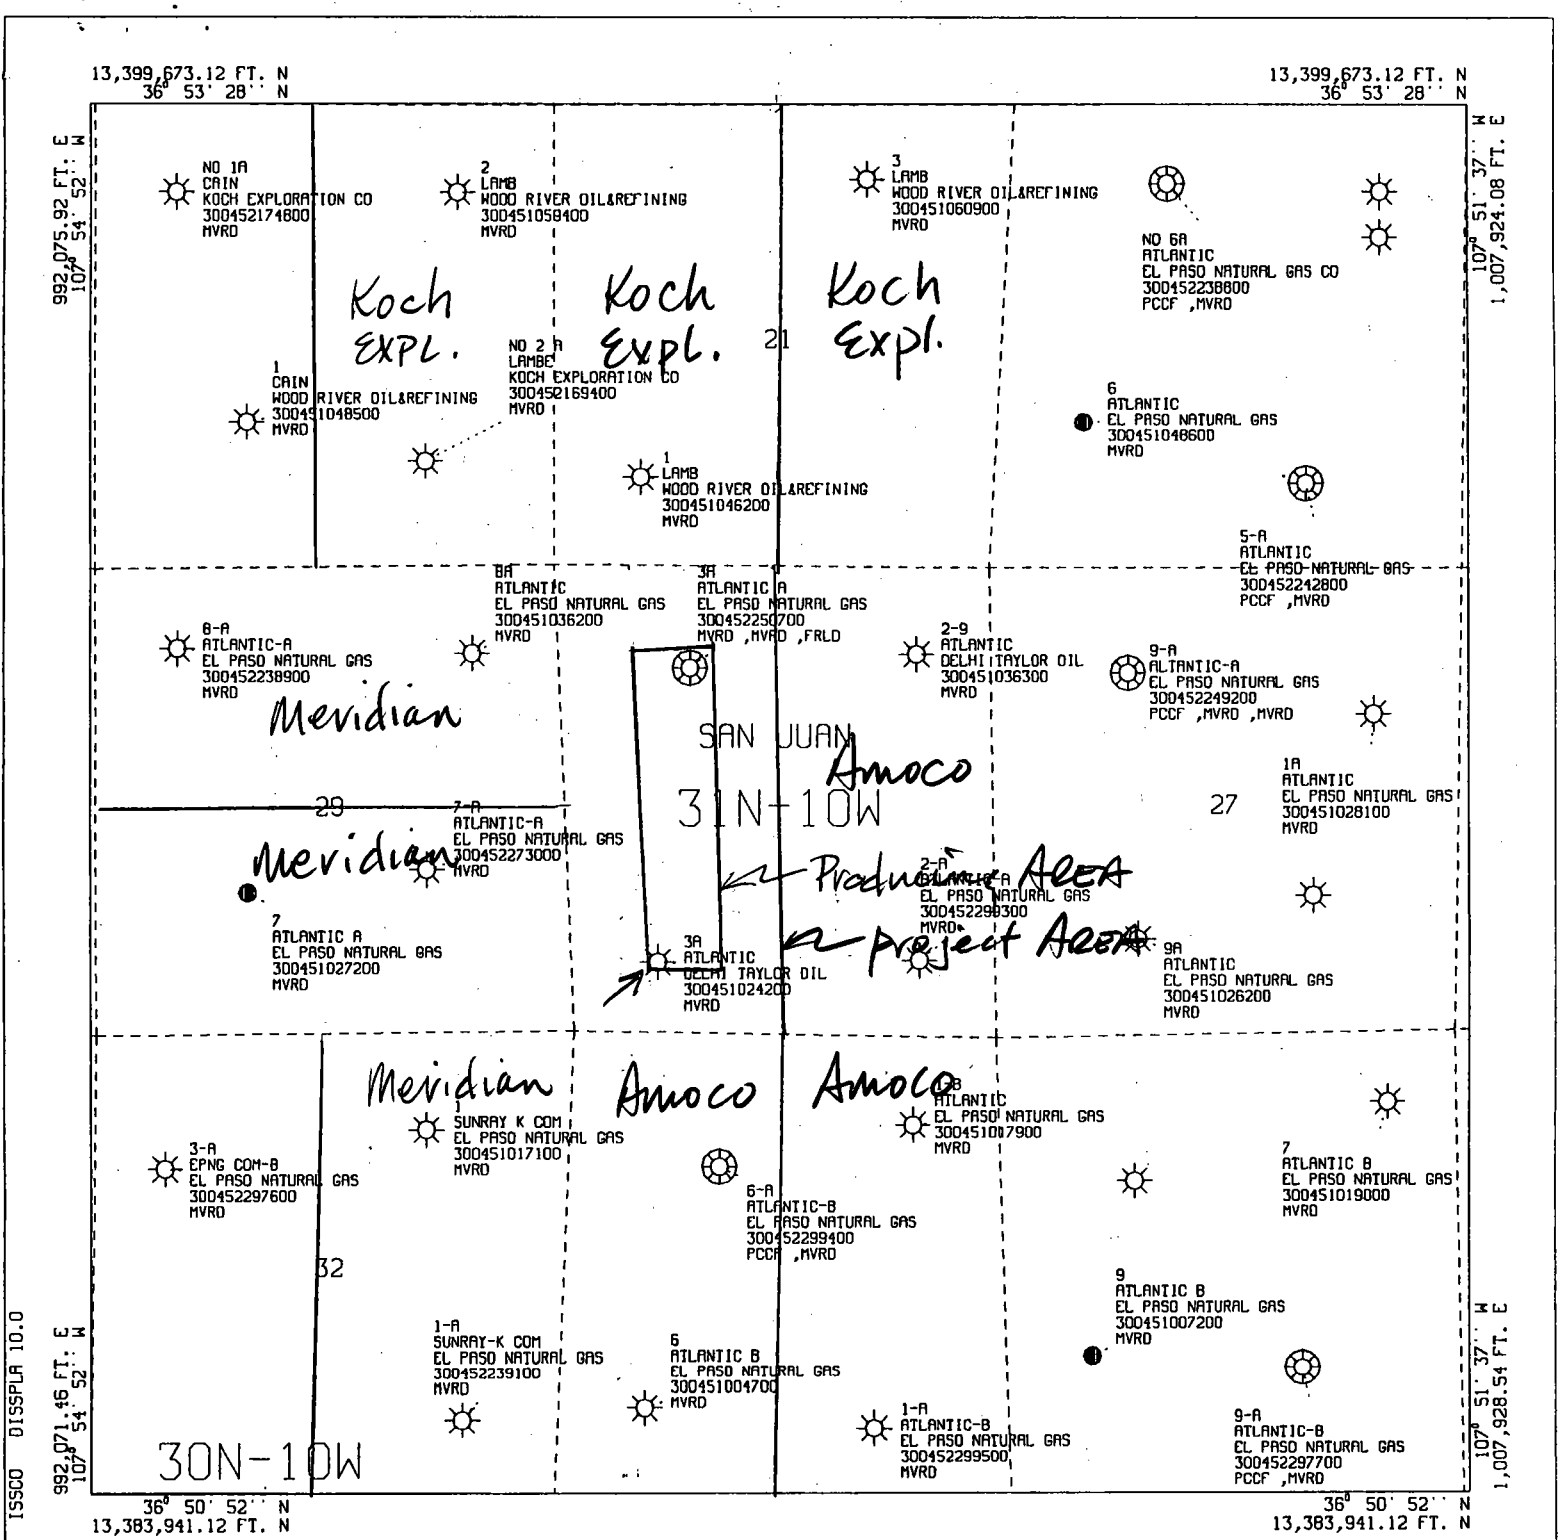 13,399,673.12 FT. N
36° 53' 28'' N
13,399,673.12 FT. N
36° 53' 28'' N
992,075.92 FT. E
107° 54' 52'' W
107° 51' 37'' W
1,007,924.08 FT. E
NO 1A
CAIN
KOCH EXPLORATION CO
300452174800
MVRD
2
LAMB
WOOD RIVER OIL&REFINING
300451059400
MVRD
3
LAMB
WOOD RIVER OIL&REFINING
300451060900
MVRD
NO 6A
ATLANTIC
EL PASO NATURAL GAS CO
300452238800
PCCF ,MVRD
Koch
EXPL.
Koch
Expl.
Koch
Expl.
21
1
CAIN
WOOD RIVER OIL&REFINING
300451048500
MVRD
NO 2 A
LAMBE
KOCH EXPLORATION CO
300452169400
MVRD
1
LAMB
WOOD RIVER OIL&REFINING
300451046200
MVRD
6
ATLANTIC
EL PASO NATURAL GAS
300451048600
MVRD
5-A
ATLANTIC
EL PASO NATURAL GAS
300452242800
PCCF ,MVRD
8-A
ATLANTIC-A
EL PASO NATURAL GAS
300452238900
MVRD
8A
ATLANTIC
EL PASO NATURAL GAS
300451036200
MVRD
3A
ATLANTIC A
EL PASO NATURAL GAS
300452250700
MVRD ,MVRD ,FRLD
2-9
ATLANTIC
DELHI TAYLOR OIL
300451036300
MVRD
9-A
ALTANTIC-A
EL PASO NATURAL GAS
300452249200
PCCF ,MVRD ,MVRD
Meridian
SAN JUAN
Amoco
31N-10W
29
27
1A
ATLANTIC
EL PASO NATURAL GAS
300451028100
MVRD
7-A
ATLANTIC-A
EL PASO NATURAL GAS
300452273000
MVRD
Meridian
Producing AREA
2-A
ATLANTIC-A
EL PASO NATURAL GAS
300452299300
MVRD
project AREA
7
ATLANTIC A
EL PASO NATURAL GAS
300451027200
MVRD
3A
ATLANTIC
DELHI TAYLOR OIL
300451024200
MVRD
9A
ATLANTIC
EL PASO NATURAL GAS
300451026200
MVRD
Meridian
Amoco
Amoco
1
SUNRAY K COM
EL PASO NATURAL GAS
300451017100
MVRD
1-B
ATLANTIC
EL PASO NATURAL GAS
300451017900
MVRD
3-A
EPNG COM-B
EL PASO NATURAL GAS
300452297600
MVRD
6-A
ATLANTIC-B
EL PASO NATURAL GAS
300452299400
PCCF ,MVRD
7
ATLANTIC B
EL PASO NATURAL GAS
300451019000
MVRD
32
9
ATLANTIC B
EL PASO NATURAL GAS
300451007200
MVRD
1-A
SUNRAY-K COM
EL PASO NATURAL GAS
300452239100
MVRD
6
ATLANTIC B
EL PASO NATURAL GAS
300451004700
MVRD
1-A
ATLANTIC-B
EL PASO NATURAL GAS
300452299500
MVRD
9-A
ATLANTIC-B
EL PASO NATURAL GAS
300452297700
PCCF ,MVRD
30N-10W
ISSCO DISSPLA 10.0
992,071.46 FT. E
107° 54' 52'' W
107° 51' 37'' W
1,007,928.54 FT. E
36° 50' 52'' N
13,383,941.12 FT. N
36° 50' 52'' N
13,383,941.12 FT. N